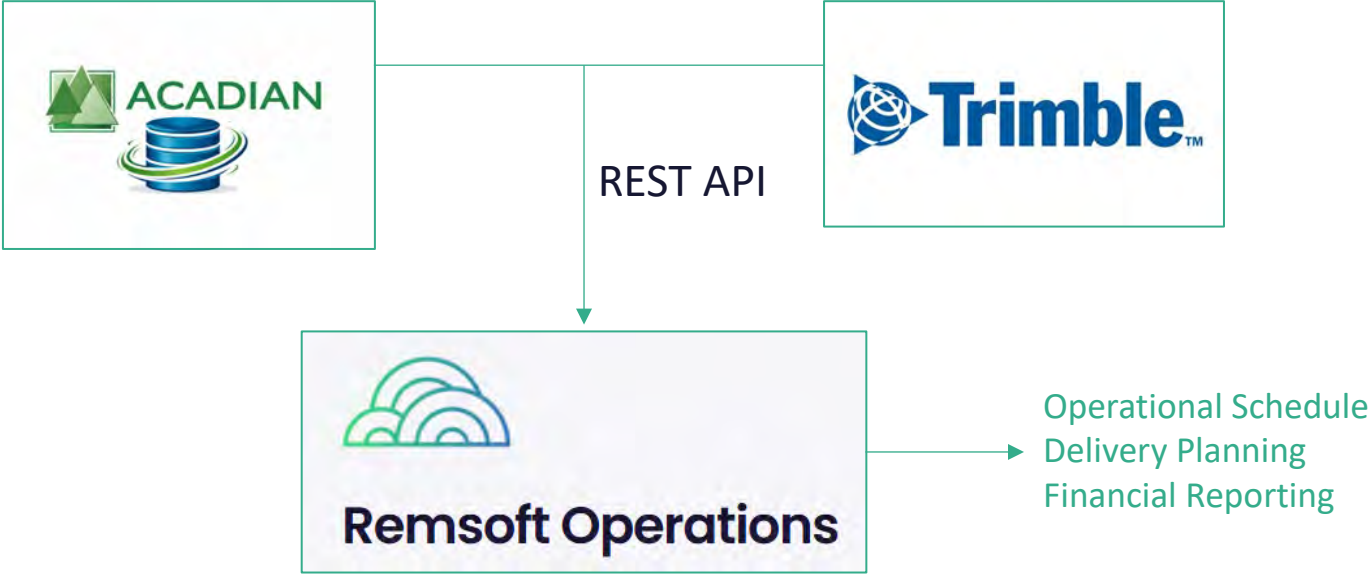 ACADIAN
Trimble™
REST API
Remsoft Operations
Operational Schedule
Delivery Planning
Financial Reporting